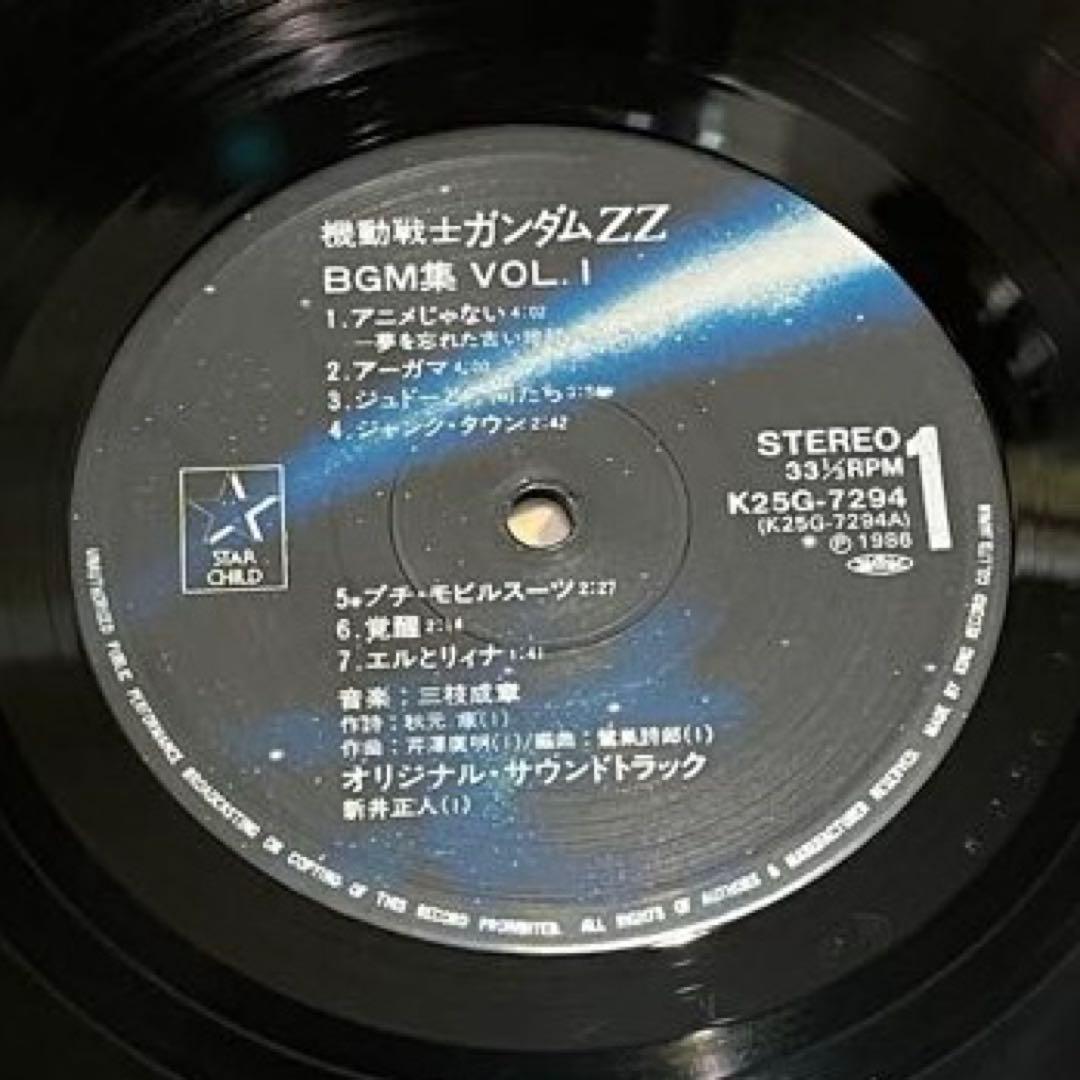 機動戦士ガンダムZZ
BGM集 VOL.1
1.アニメじゃない 4:02
—夢を忘れた古い
2.アーガマ
3.ジュドーと仲間たち
4.ジャンク・タウン 2:42
STAR
CHILD
STEREO
33⅓RPM
K25G-7294
(K25G-7294A)
Ⓟ 1986
1
5.プチ・モビルスーツ 2:27
6.覚醒
7.エルとリィナ 1:41
音楽：三枝成章
作詩：秋元 康(1)
作曲：芹澤廣明(1)/編曲：鷺巣詩郎(1)
オリジナル・サウンドトラック
新井正人(1)
UNAUTHORISED PUBLIC PERFORMANCE BROADCASTING OR COPYING OF THIS RECORD PROHIBITED. ALL RIGHTS OF AUTHORS & MANUFACTURER RESERVED. MADE BY KING RECORD CO.LTD.